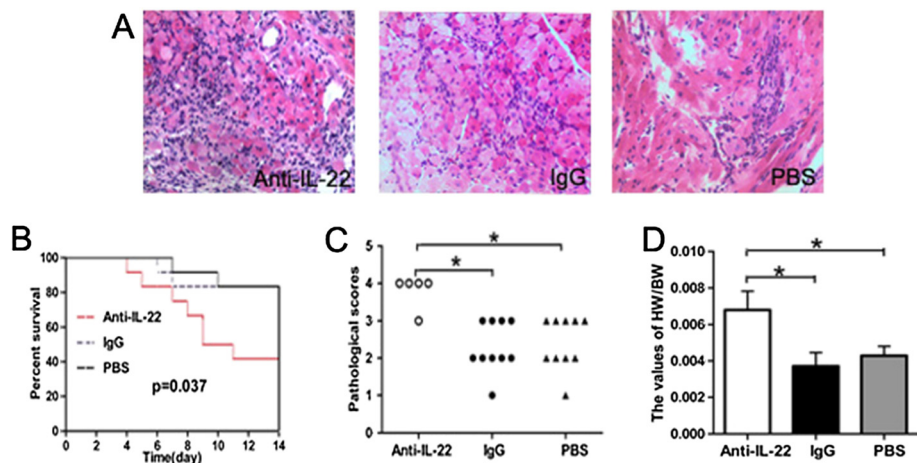 A
Anti-IL-22
IgG
PBS
B
Percent survival
100
80
60
40
20
0
Anti-IL-22
IgG
PBS
p=0.037
0 2 4 6 8 10 12 14
Time(day)
C
Pathological scores
5
4
3
2
1
0
*
*
Anti-IL-22 IgG PBS
D
The values of HW/BW
0.010
0.008
0.006
0.004
0.002
0.000
*
*
Anti-IL-22 IgG PBS